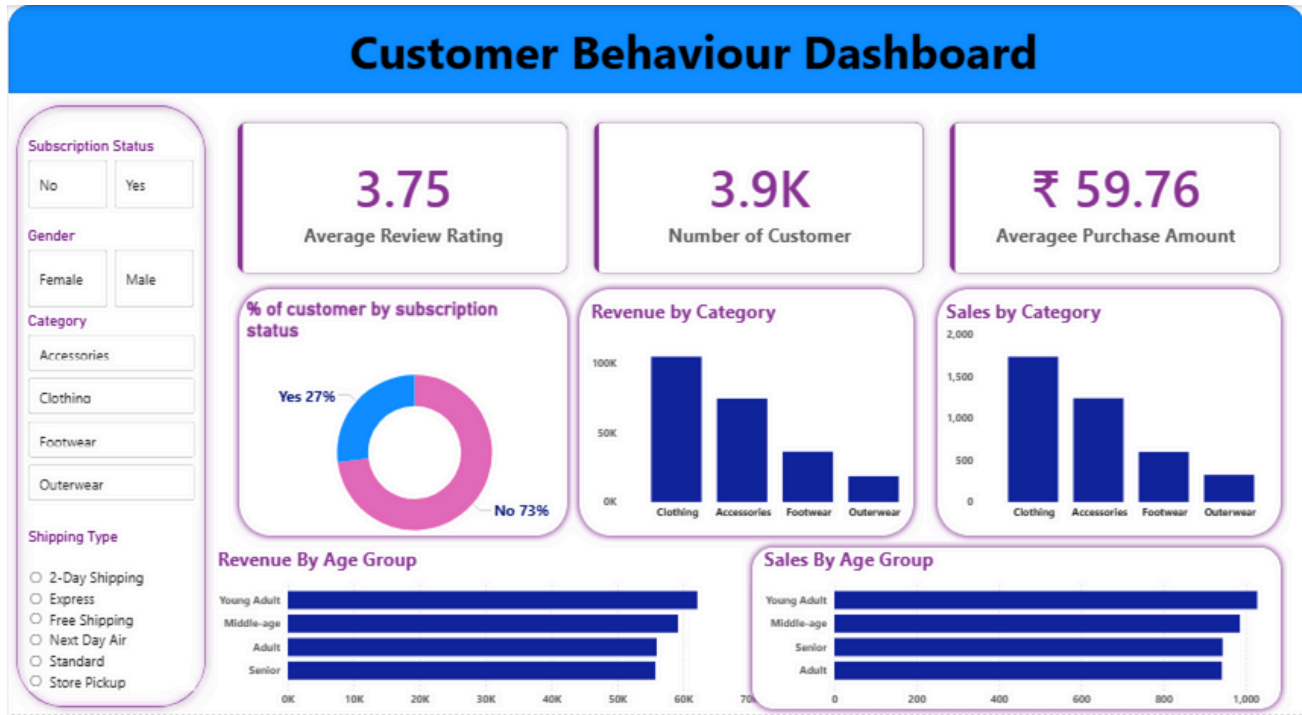 Customer Behaviour Dashboard
Subscription Status
No
Yes
Gender
Female
Male
Category
Accessories
Clothing
Footwear
Outerwear
Shipping Type
2-Day Shipping
Express
Free Shipping
Next Day Air
Standard
Store Pickup
3.75
Average Review Rating
3.9K
Number of Customer
₹ 59.76
Averagee Purchase Amount
% of customer by subscription
status
Yes 27%
No 73%
Revenue by Category
100K
50K
0K
Clothing Accessories Footwear Outerwear
Sales by Category
2,000
1,500
1,000
500
0
Clothing Accessories Footwear Outerwear
Revenue By Age Group
Young Adult
Middle-age
Adult
Senior
0K 10K 20K 30K 40K 50K 60K 70
Sales By Age Group
Young Adult
Middle-age
Senior
Adult
0 200 400 600 800 1,000